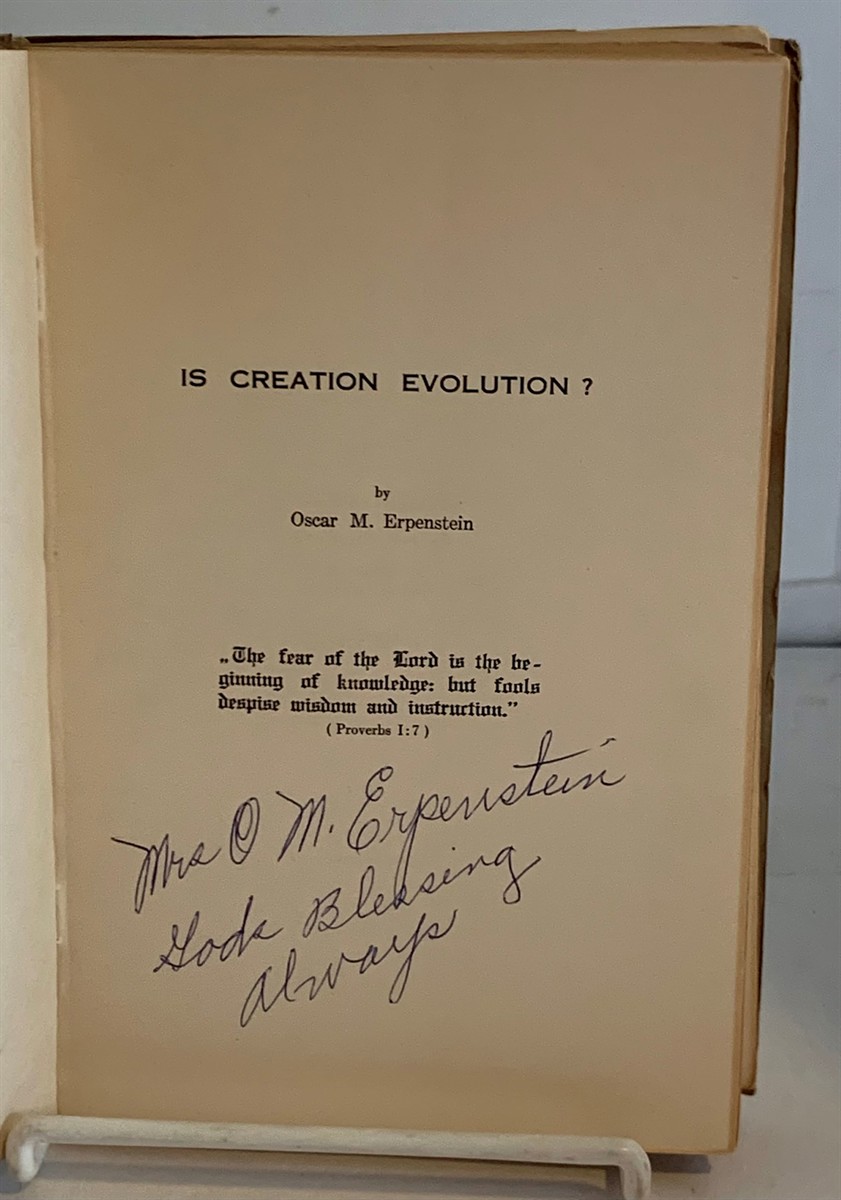 IS CREATION EVOLUTION ?
by
Oscar M. Erpenstein
„The fear of the Lord is the be-
ginning of knowledge: but fools
despise wisdom and instruction.”
( Proverbs I:7 )
Mrs O M. Erpenstein
Gods Blessing
Always